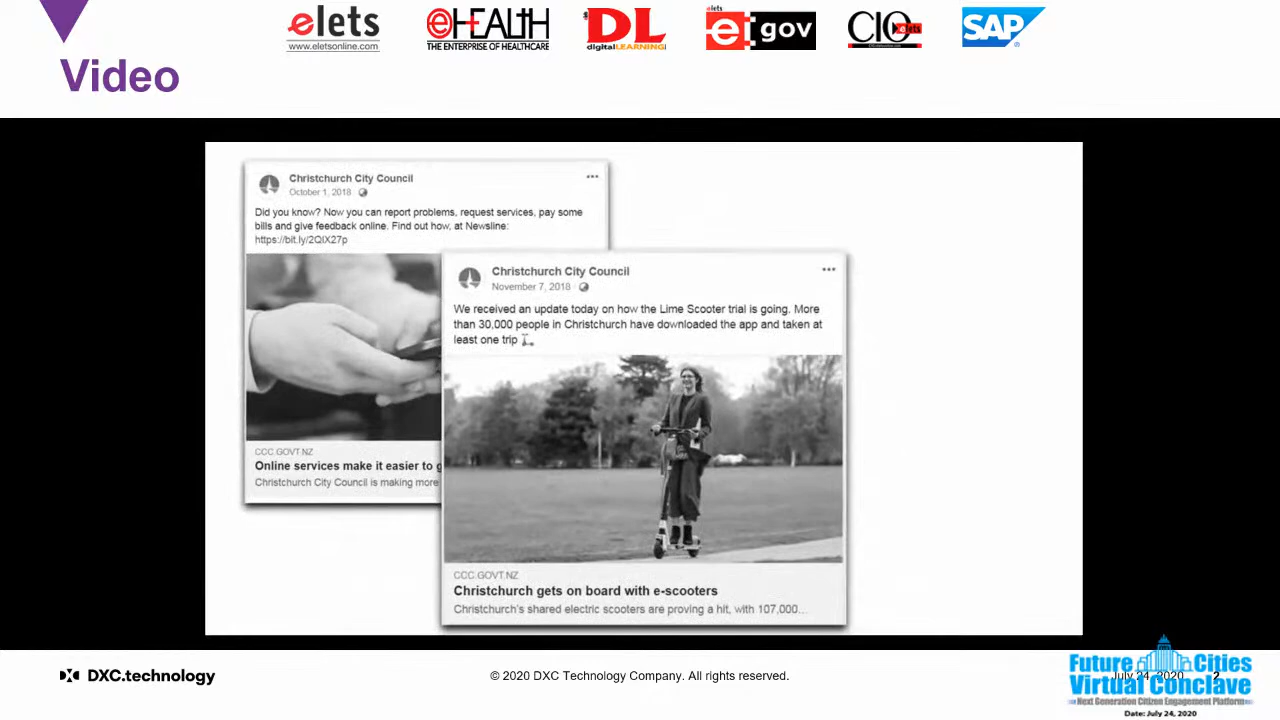 elets
www.eletsonline.com
eHEALTH
THE ENTERPRISE OF HEALTHCARE
DL
digitalLEARNING
elets
e gov
CIO
elets
SAP
Video
Christchurch City Council
October 1, 2018
Did you know? Now you can report problems, request services, pay some
bills and give feedback online. Find out how, at Newsline:
https://bit.ly/2QIX27p
CCC.GOVT.NZ
Online services make it easier to g
Christchurch City Council is making more
Christchurch City Council
November 7, 2018
We received an update today on how the Lime Scooter trial is going. More
than 30,000 people in Christchurch have downloaded the app and taken at
least one trip
CCC.GOVT.NZ
Christchurch gets on board with e-scooters
Christchurch's shared electric scooters are proving a hit, with 107,000...
DXC.technology
© 2020 DXC Technology Company. All rights reserved.
July 24, 2020 2
Future Cities
Virtual Conclave
Next Generation Citizen Engagement Platform
Date: July 24, 2020